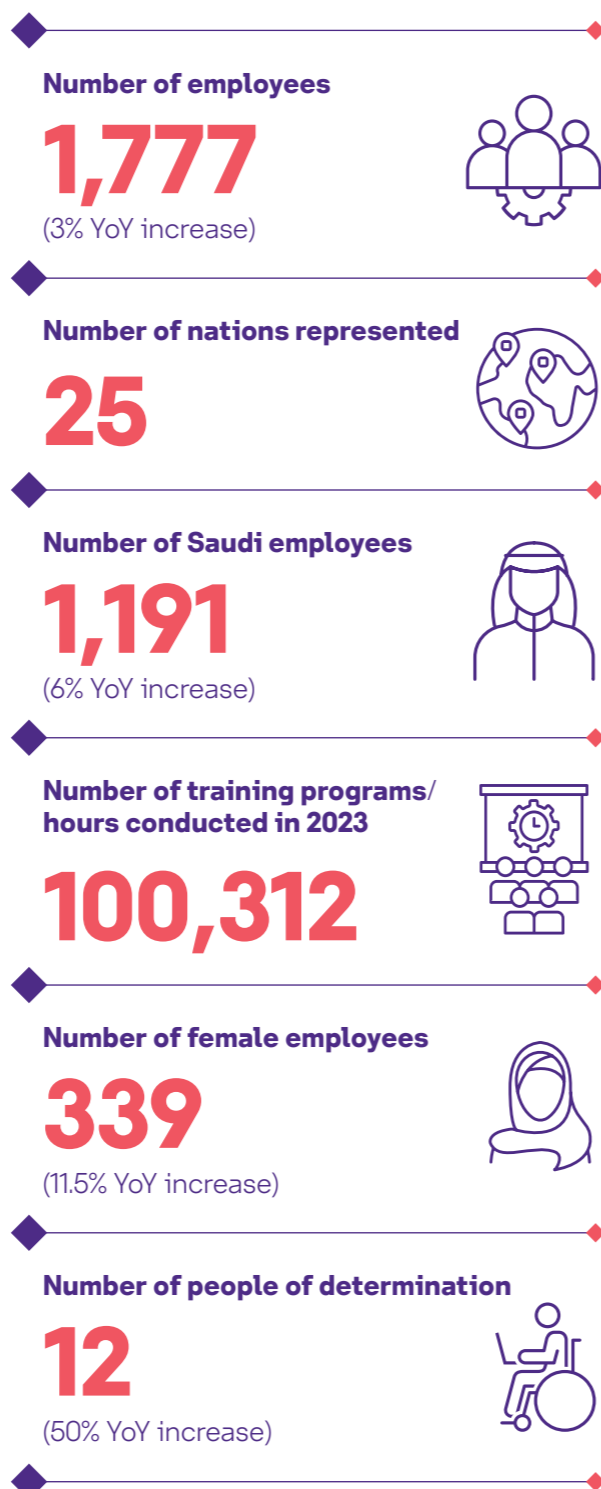 Number of employees
1,777
(3% YoY increase)
Number of nations represented
25
Number of Saudi employees
1,191
(6% YoY increase)
Number of training programs/
hours conducted in 2023
100,312
Number of female employees
339
(11.5% YoY increase)
Number of people of determination
12
(50% YoY increase)